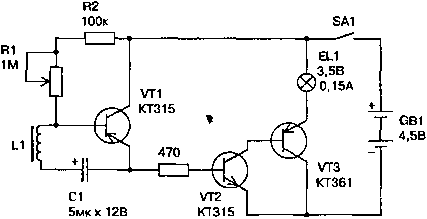 R2
100к
SA1
R1
1М
EL1
3,5В
0,15А
VT1
КТ315
+
GB1
4,5В
L1
+
470
C1
5мк x 12В
VT2
КТ315
VT3
КТ361